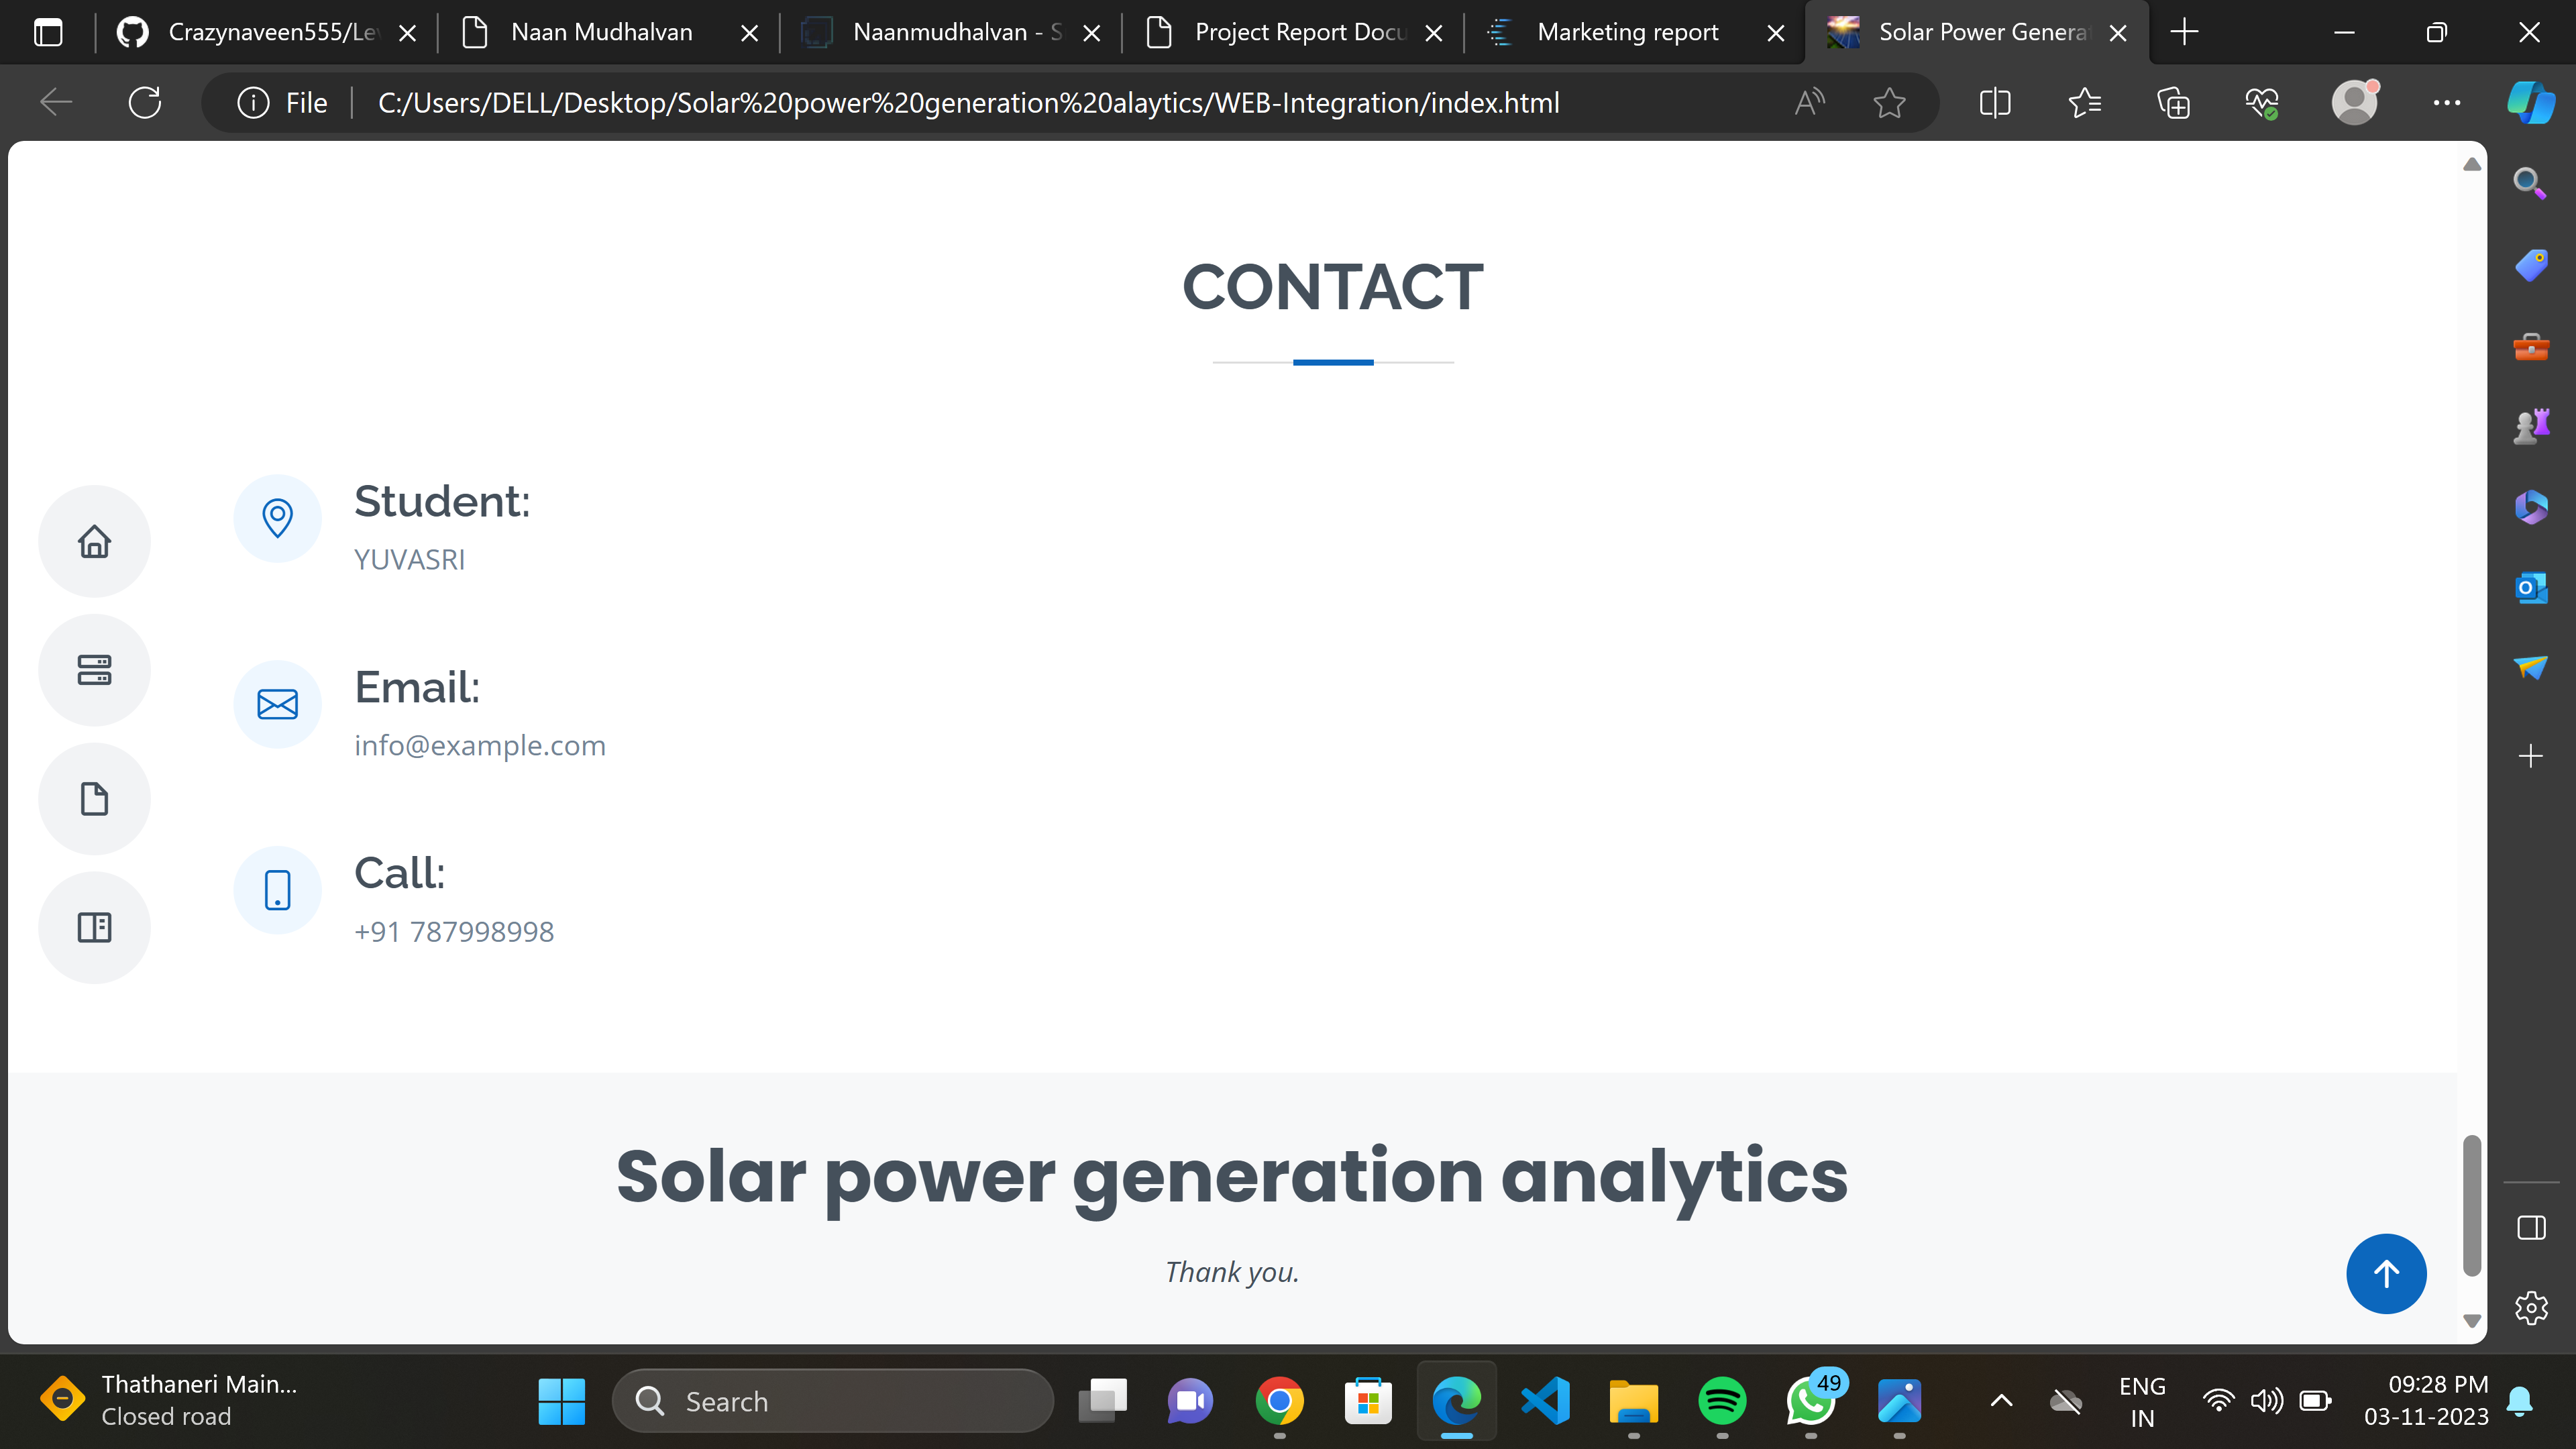 Crazynaveen555/Lev
Naan Mudhalvan
Naanmudhalvan - S
Project Report Docu
Marketing report
Solar Power Generat
File
C:/Users/DELL/Desktop/Solar%20power%20generation%20alaytics/WEB-Integration/index.html
CONTACT
Student:
YUVASRI
Email:
info@example.com
Call:
+91 787998998
Solar power generation analytics
Thank you.
Thathaneri Main...
Closed road
Search
49
ENG
IN
09:28 PM
03-11-2023